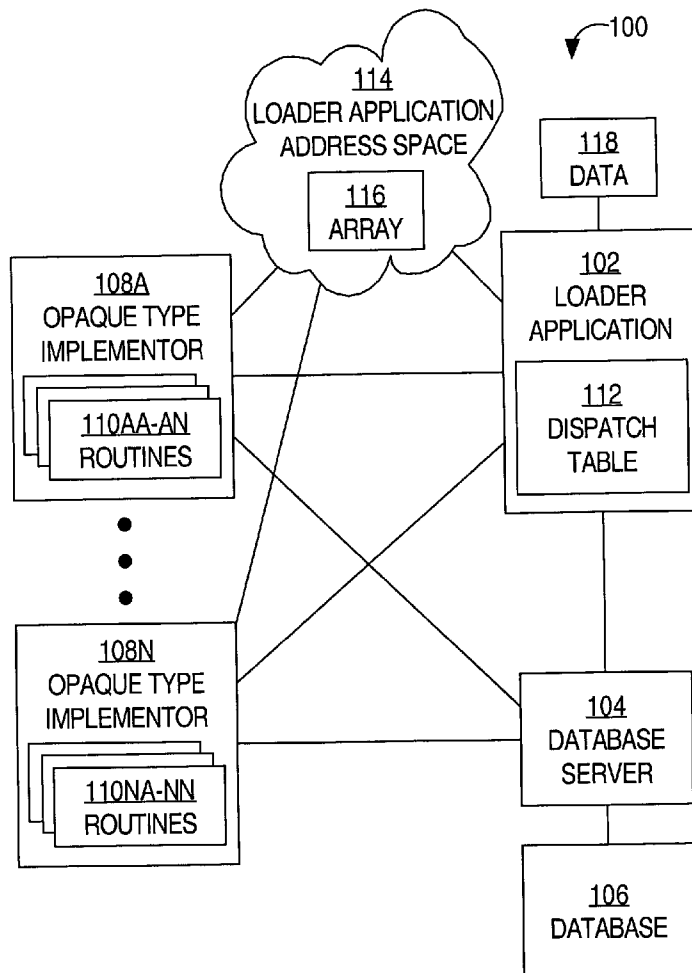 100
114
LOADER APPLICATION
ADDRESS SPACE
116
ARRAY
118
DATA
108A
OPAQUE TYPE
IMPLEMENTOR
110AA-AN
ROUTINES
102
LOADER
APPLICATION
112
DISPATCH
TABLE
108N
OPAQUE TYPE
IMPLEMENTOR
110NA-NN
ROUTINES
104
DATABASE
SERVER
106
DATABASE